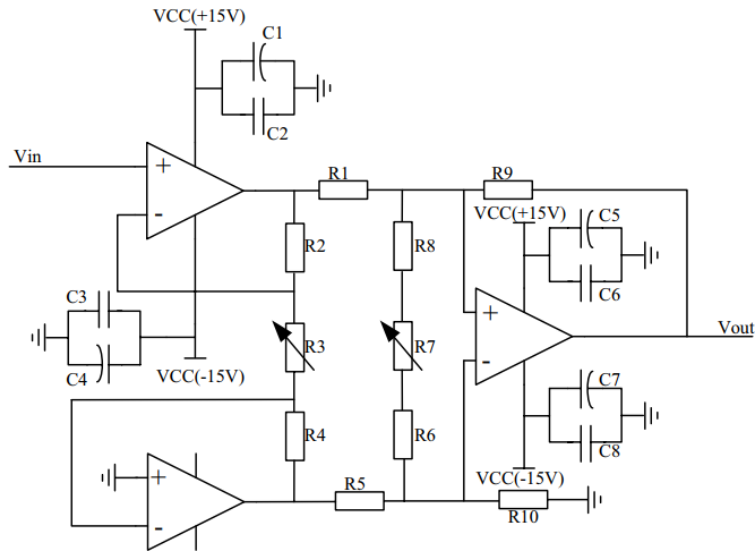 VCC(+15V)
C1
C2
Vin
+
-
R1
R9
VCC(+15V)
C5
C6
R2
R8
C3
C4
VCC(-15V)
R3
R7
+
-
Vout
R4
R6
C7
C8
VCC(-15V)
+
-
R5
R10